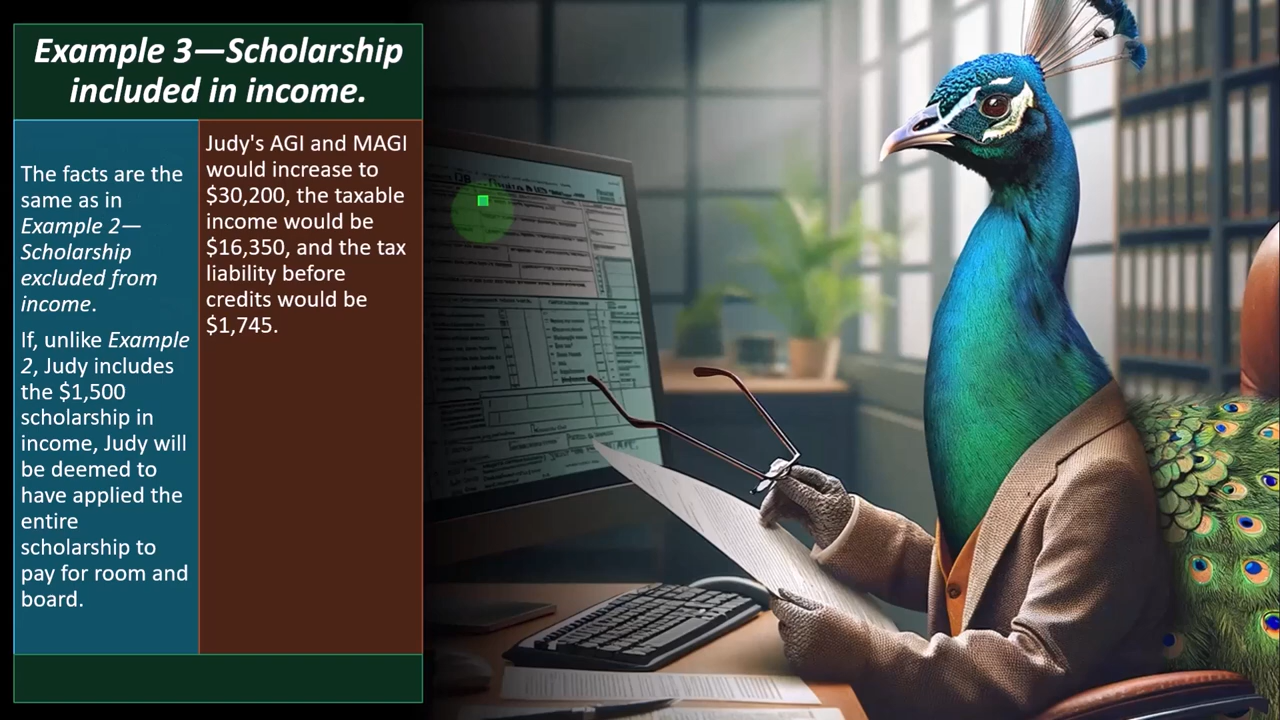 Example 3—Scholarship
included in income.
The facts are the
same as in
Example 2—
Scholarship
excluded from
income.
If, unlike Example
2, Judy includes
the $1,500
scholarship in
income, Judy will
be deemed to
have applied the
entire
scholarship to
pay for room and
board.
Judy's AGI and MAGI
would increase to
$30,200, the taxable
income would be
$16,350, and the tax
liability before
credits would be
$1,745.